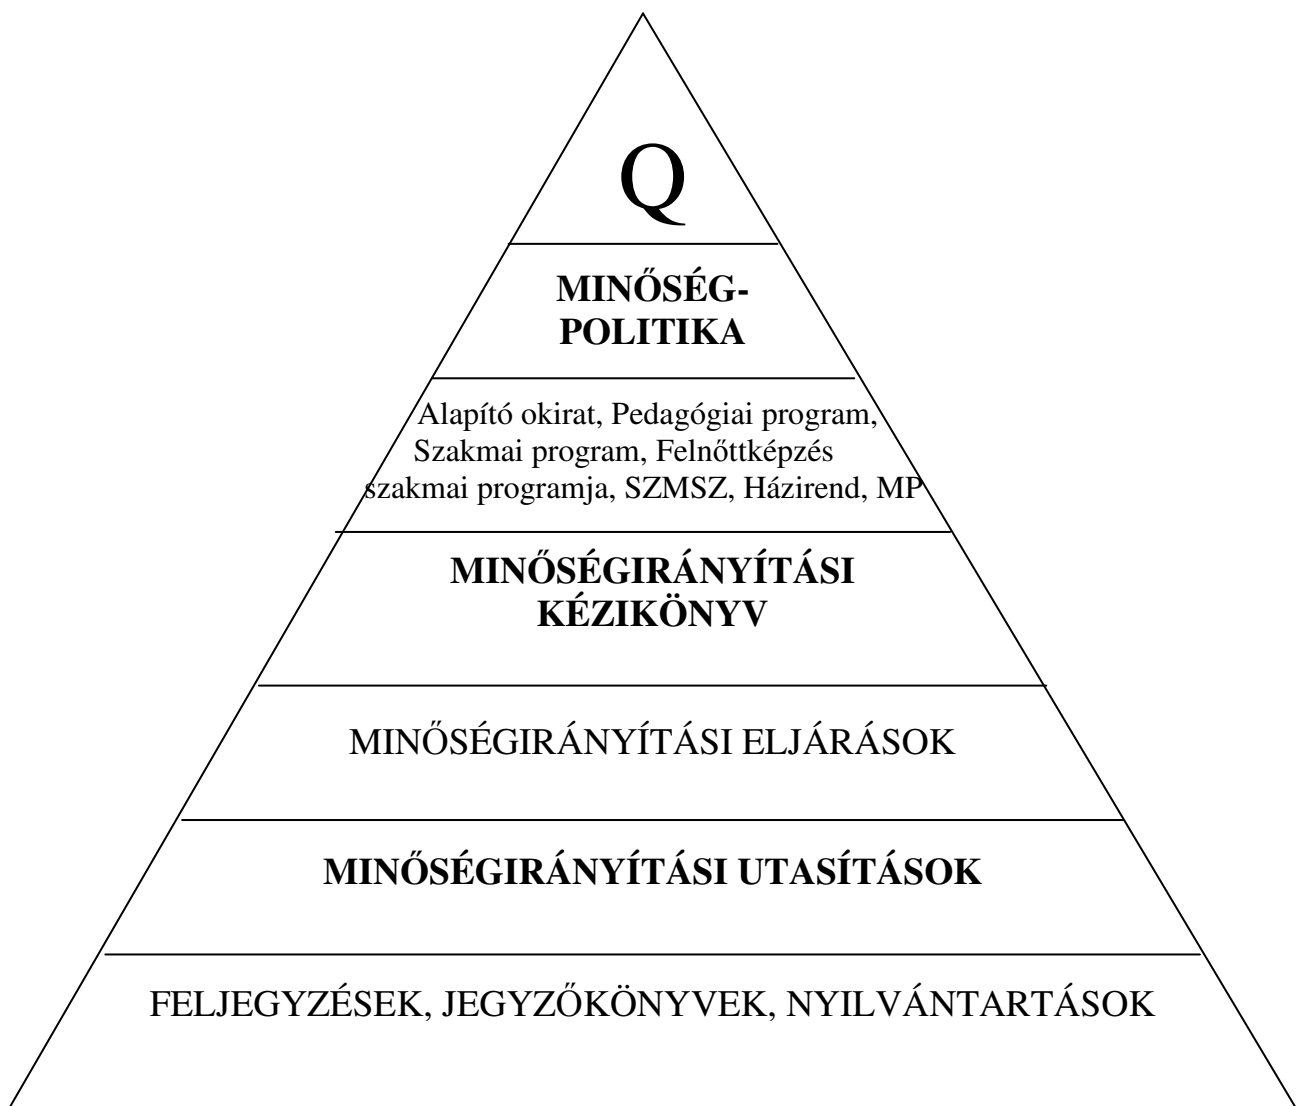 Q
MINŐSÉG-
POLITIKA
Alapító okirat, Pedagógiai program,
Szakmai program, Felnőttképzés
szakmai programja, SZMSZ, Házirend, MP
MINŐSÉGIRÁNYÍTÁSI
KÉZIKÖNYV
MINŐSÉGIRÁNYÍTÁSI ELJÁRÁSOK
MINŐSÉGIRÁNYÍTÁSI UTASÍTÁSOK
FELJEGYZÉSEK, JEGYZŐKÖNYVEK, NYILVÁNTARTÁSOK